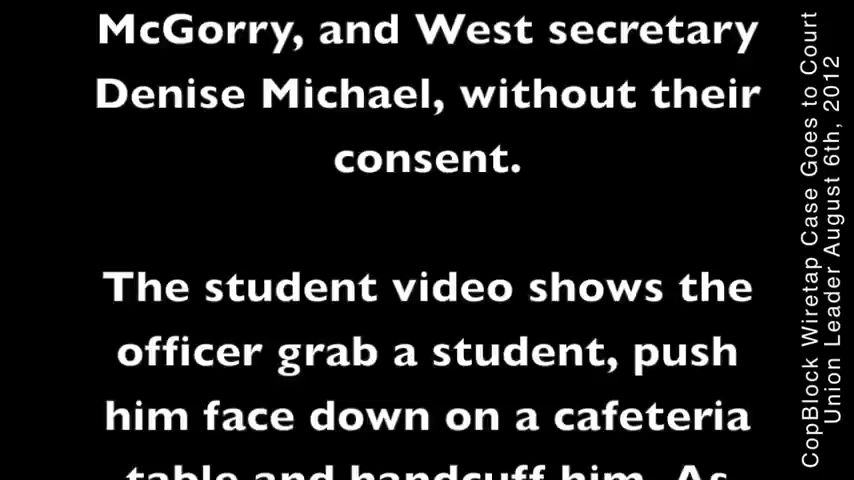 McGorry, and West secretary
Denise Michael, without their
consent.
The student video shows the
officer grab a student, push
him face down on a cafeteria
table and handcuff him. As
CopBlock Wiretap Case Goes to Court
Union Leader August 6th, 2012